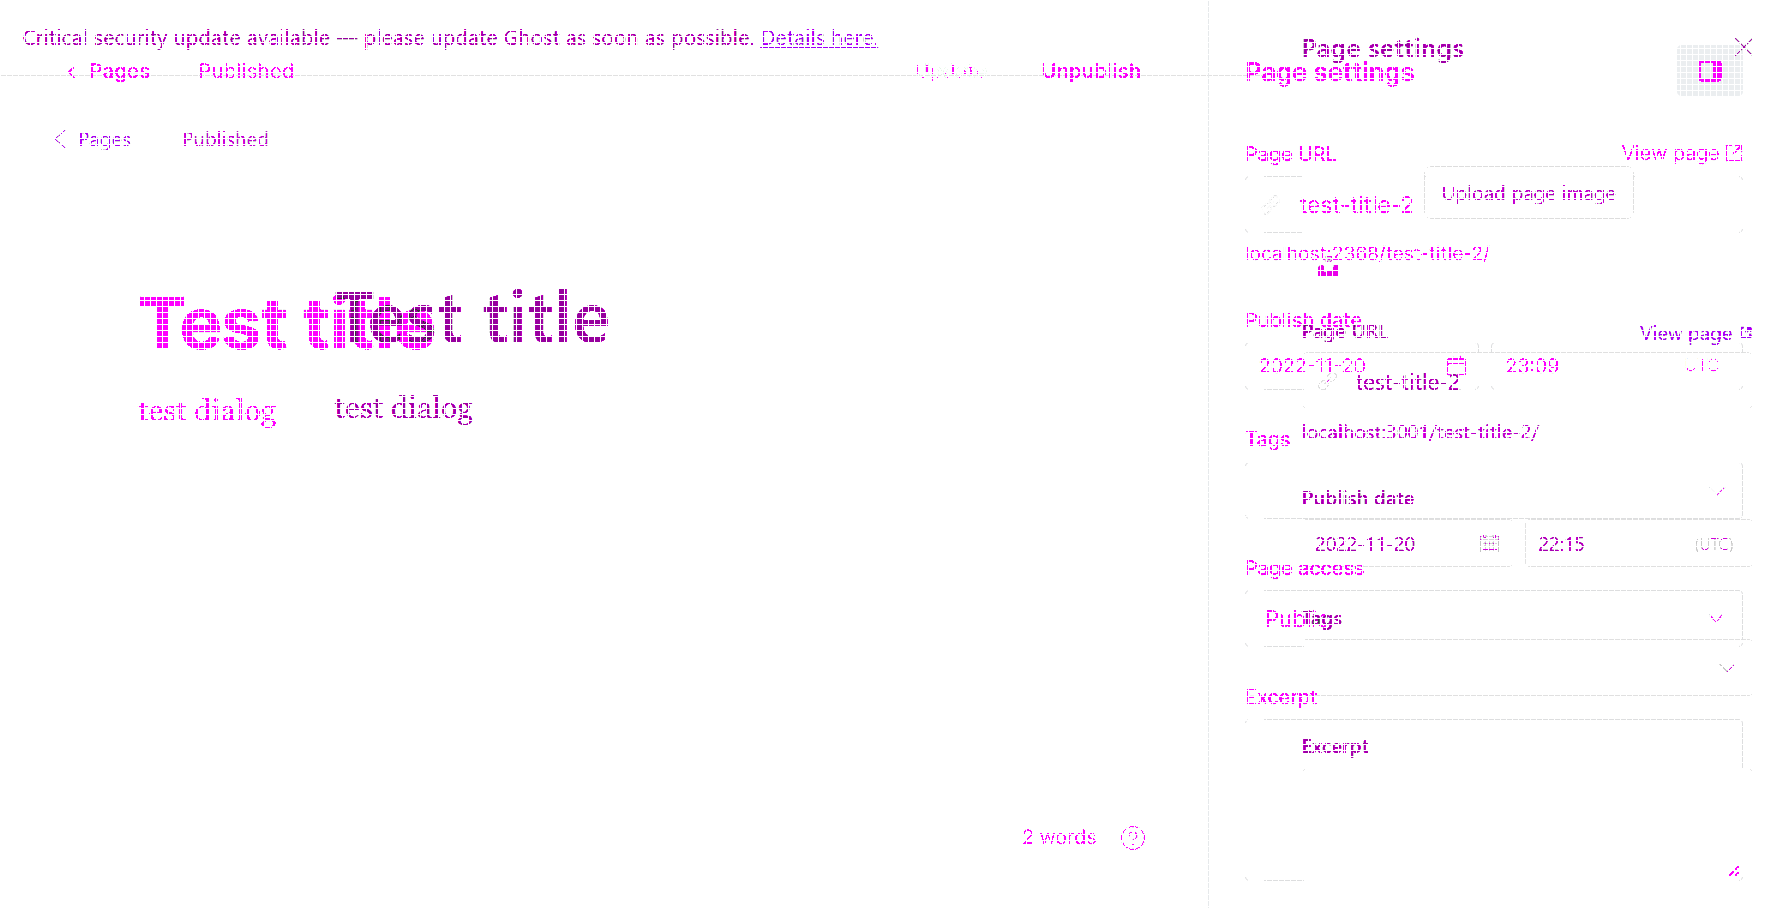 Critical security update available — please update Ghost as soon as possible. Details here.
Page settings
Pages Published Update Unpublish Page settings
Pages Published
Page URL View page
Upload page image
test-title-2
localhost:2368/test-title-2/
Test title
Test title
Publish date
Page URL View page
2022-11-20 23:09 UTC
test-title-2
test dialog
test dialog
localhost:3001/test-title-2/
Tags
Publish date
2022-11-20 22:15 (UTC)
Page access
Public
Tags
Excerpt
Excerpt
2 words